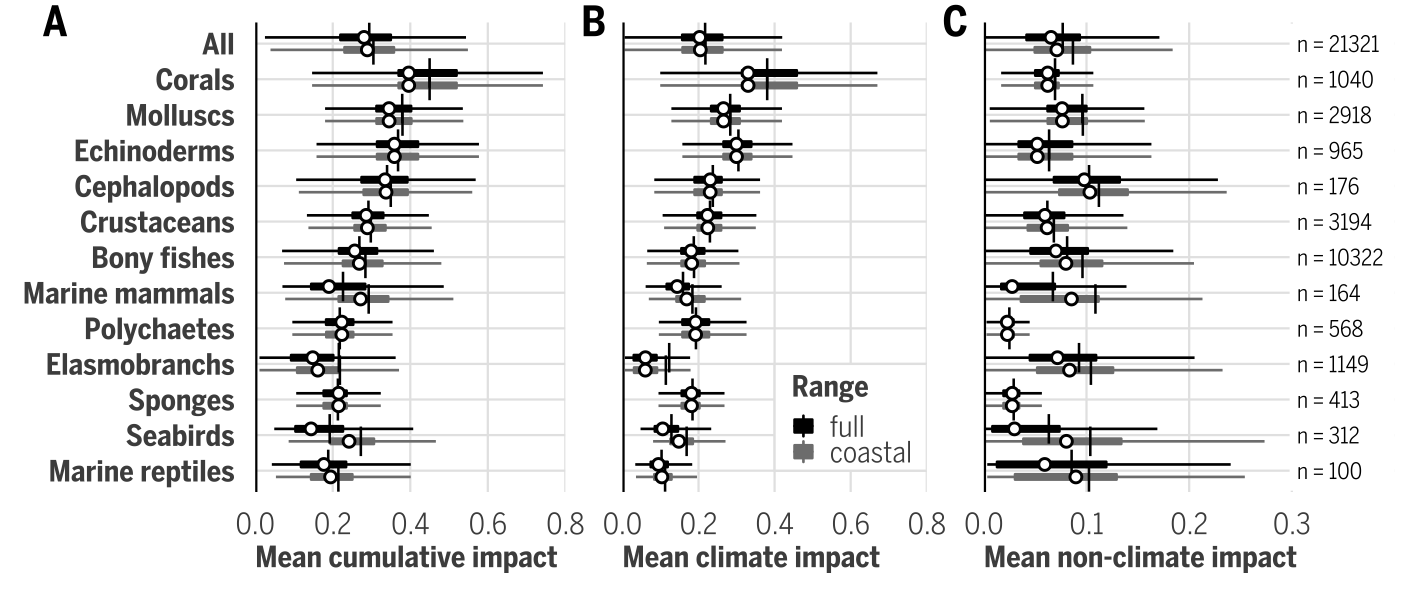 A
B
C
All
n = 21321
Corals
n = 1040
Molluscs
n = 2918
Echinoderms
n = 965
Cephalopods
n = 176
Crustaceans
n = 3194
Bony fishes
n = 10322
Marine mammals
n = 164
Polychaetes
n = 568
Elasmobranchs
n = 1149
Sponges
n = 413
Seabirds
n = 312
Marine reptiles
n = 100
Range
full
coastal
0.0 0.2 0.4 0.6 0.8
Mean cumulative impact
0.0 0.2 0.4 0.6 0.8
Mean climate impact
0.0 0.1 0.2 0.3
Mean non-climate impact